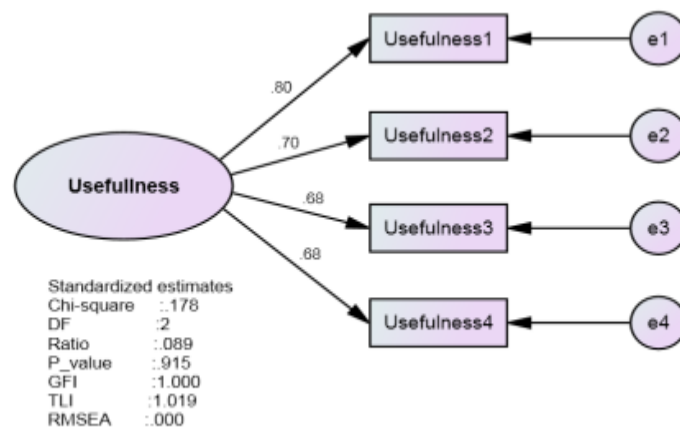 Usefulness1
e1
.80
Usefulness2
e2
.70
Usefullness
.68
Usefulness3
e3
.68
Usefulness4
e4
Standardized estimates
Chi-square :.178
DF :2
Ratio :.089
P_value :.915
GFI :1.000
TLI :1.019
RMSEA :.000